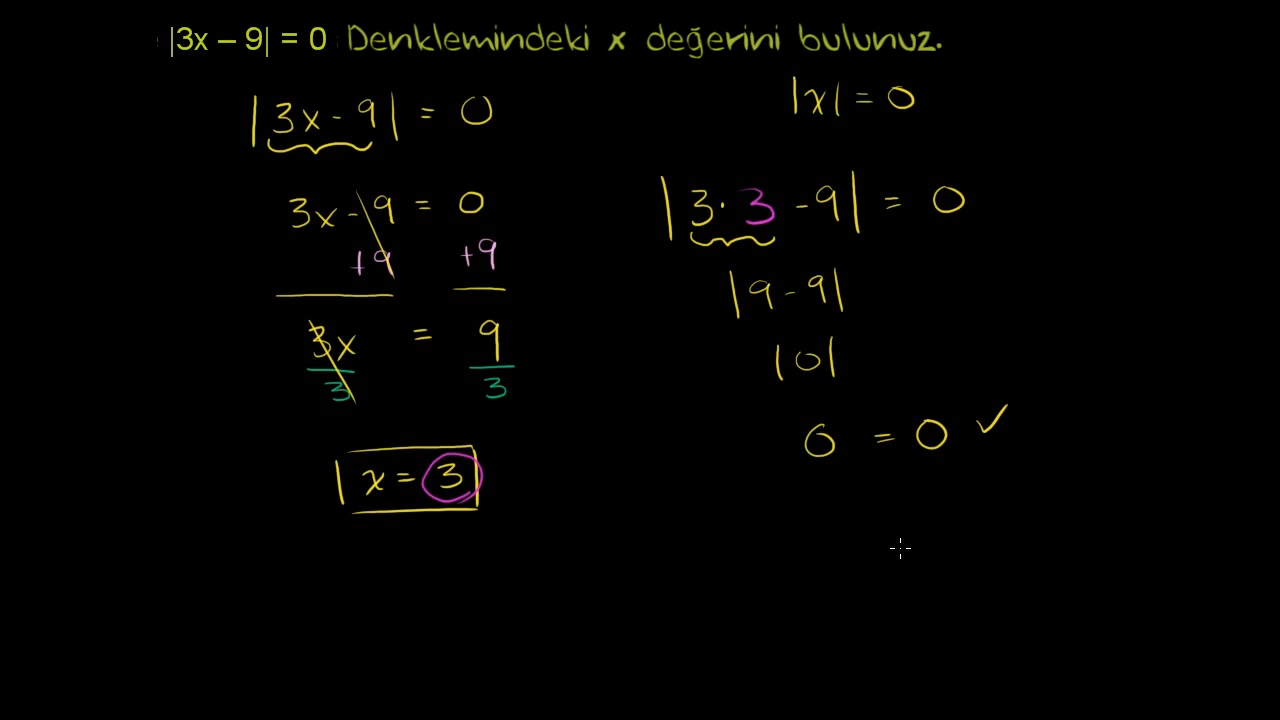 |3x – 9| = 0 Denklemindeki x değerini bulunuz.
|3x - 9| = 0
3x - 9 = 0
+9 +9
3x = 9
3 3
x = 3
|x| = 0
|3 · 3 - 9| = 0
|9 - 9|
|0|
0 = 0 ✓